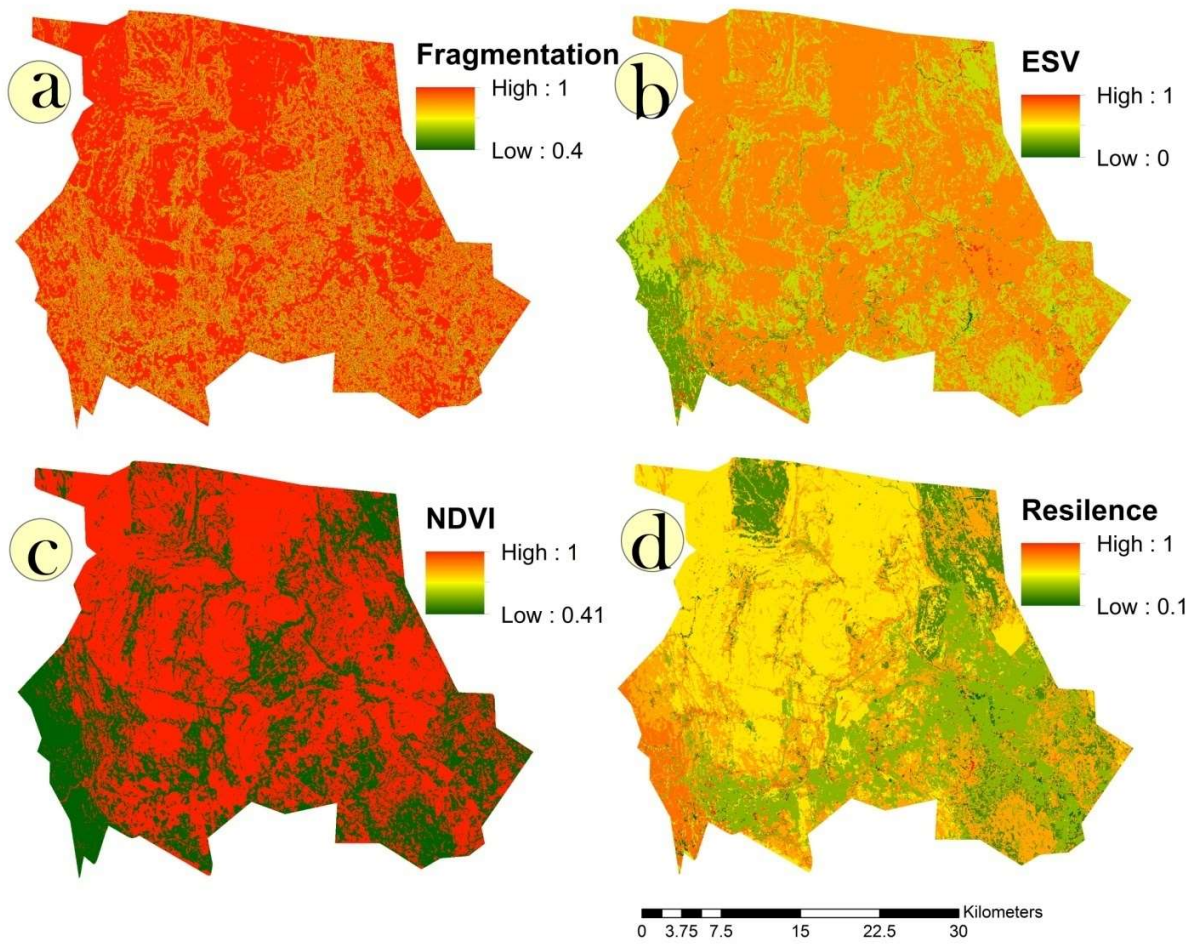 a
Fragmentation
High : 1
Low : 0.4
b
ESV
High : 1
Low : 0
c
NDVI
High : 1
Low : 0.41
d
Resilence
High : 1
Low : 0.1
Kilometers
0 3.75 7.5 15 22.5 30